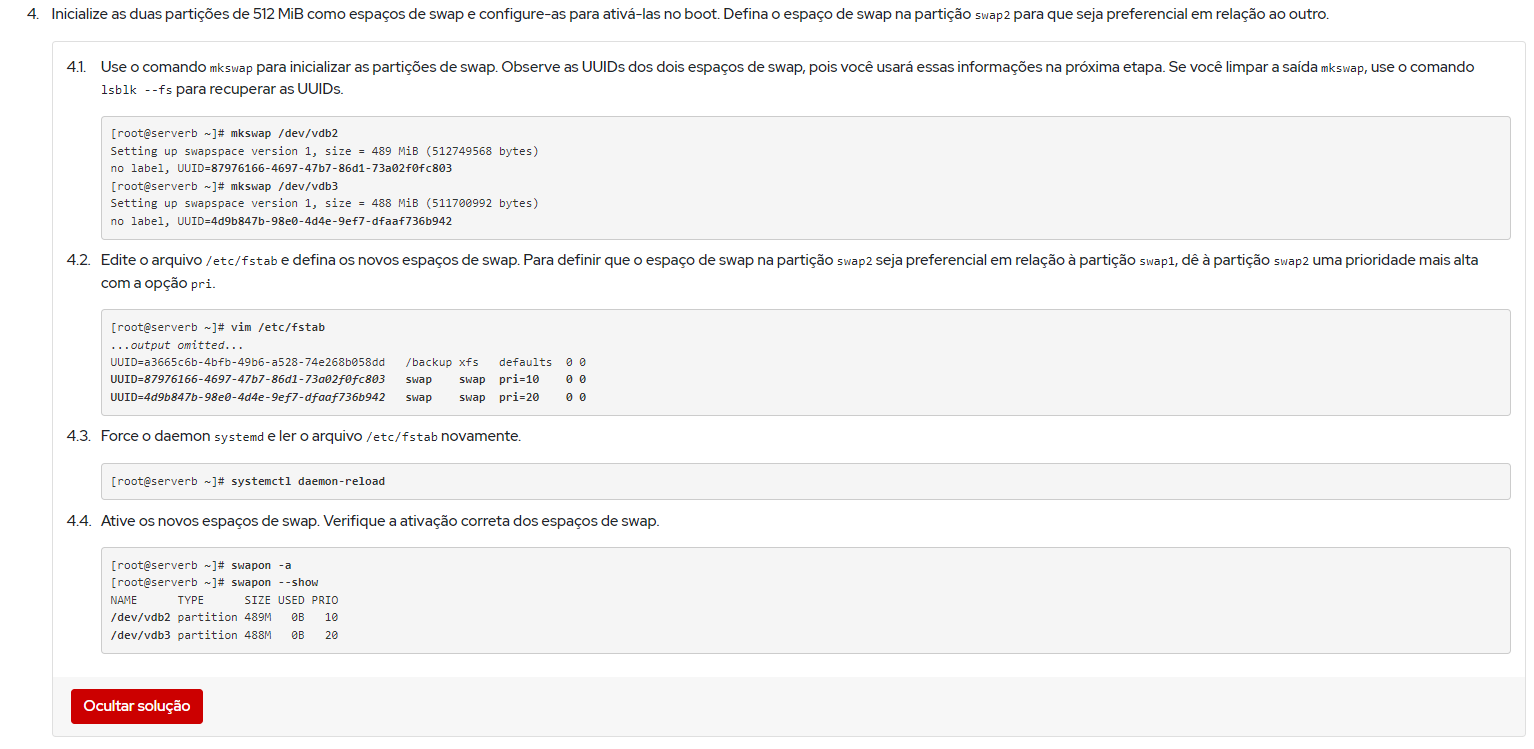 4. Inicialize as duas partições de 512 MiB como espaços de swap e configure-as para ativá-las no boot. Defina o espaço de swap na partição swap2 para que seja preferencial em relação ao outro.
4.1. Use o comando mkswap para inicializar as partições de swap. Observe as UUIDs dos dois espaços de swap, pois você usará essas informações na próxima etapa. Se você limpar a saída mkswap, use o comando
lsblk --fs para recuperar as UUIDs.
[root@serverb ~]# mkswap /dev/vdb2
Setting up swapspace version 1, size = 489 MiB (512749568 bytes)
no label, UUID=87976166-4697-47b7-86d1-73a02f0fc803
[root@serverb ~]# mkswap /dev/vdb3
Setting up swapspace version 1, size = 488 MiB (511700992 bytes)
no label, UUID=4d9b847b-98e0-4d4e-9ef7-dfaaf736b942
4.2. Edite o arquivo /etc/fstab e defina os novos espaços de swap. Para definir que o espaço de swap na partição swap2 seja preferencial em relação à partição swap1, dê à partição swap2 uma prioridade mais alta
com a opção pri.
[root@serverb ~]# vim /etc/fstab
...output omitted...
UUID=a3665c6b-4bfb-49b6-a528-74e268b058dd   /backup xfs   defaults  0 0
UUID=87976166-4697-47b7-86d1-73a02f0fc803   swap    swap  pri=10    0 0
UUID=4d9b847b-98e0-4d4e-9ef7-dfaaf736b942   swap    swap  pri=20    0 0
4.3. Force o daemon systemd e ler o arquivo /etc/fstab novamente.
[root@serverb ~]# systemctl daemon-reload
4.4. Ative os novos espaços de swap. Verifique a ativação correta dos espaços de swap.
[root@serverb ~]# swapon -a
[root@serverb ~]# swapon --show
NAME      TYPE      SIZE USED PRIO
/dev/vdb2 partition 489M   0B   10
/dev/vdb3 partition 488M   0B   20
Ocultar solução